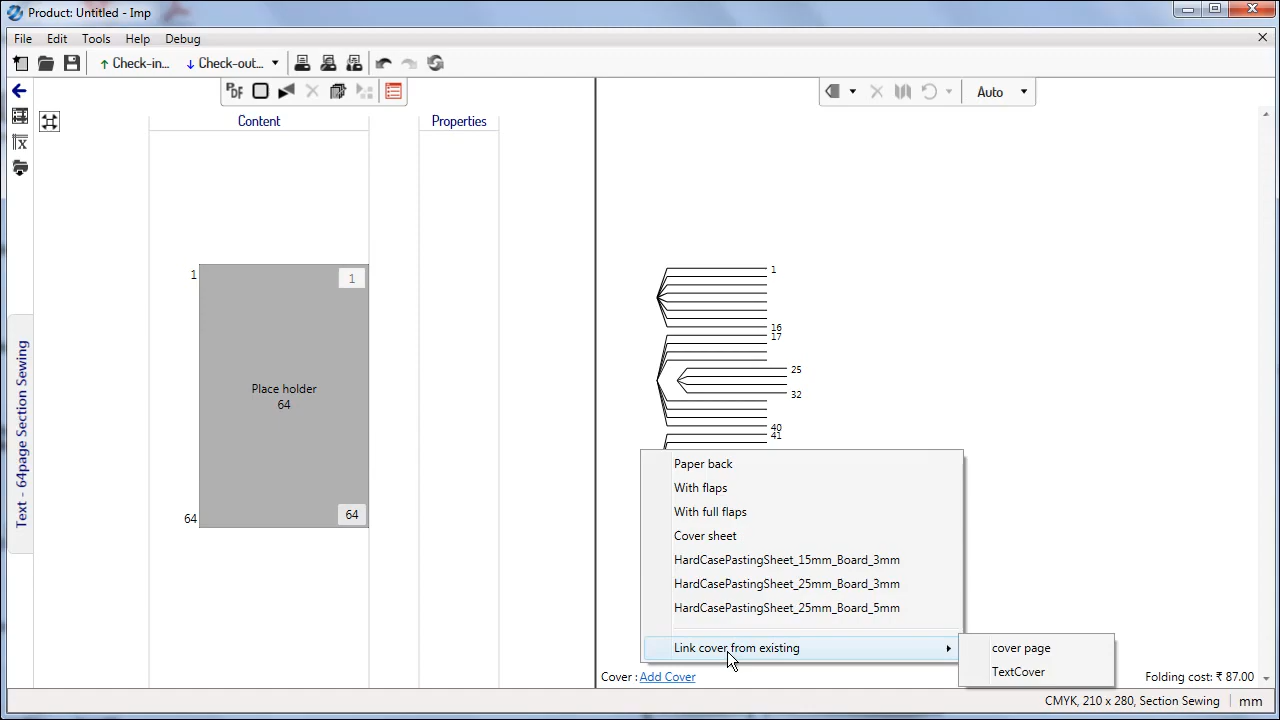 Product: Untitled - Imp
File Edit Tools Help Debug
Check-in... Check-out...
PDF Auto
Content Properties
1 1
Place holder
64
64 64
Text - 64page Section Sewing
1
16
17
25
32
40
41
Paper back
With flaps
With full flaps
Cover sheet
HardCasePastingSheet_15mm_Board_3mm
HardCasePastingSheet_25mm_Board_3mm
HardCasePastingSheet_25mm_Board_5mm
Link cover from existing
cover page
TextCover
Cover : Add Cover Folding cost: ₹ 87.00
CMYK, 210 x 280, Section Sewing mm